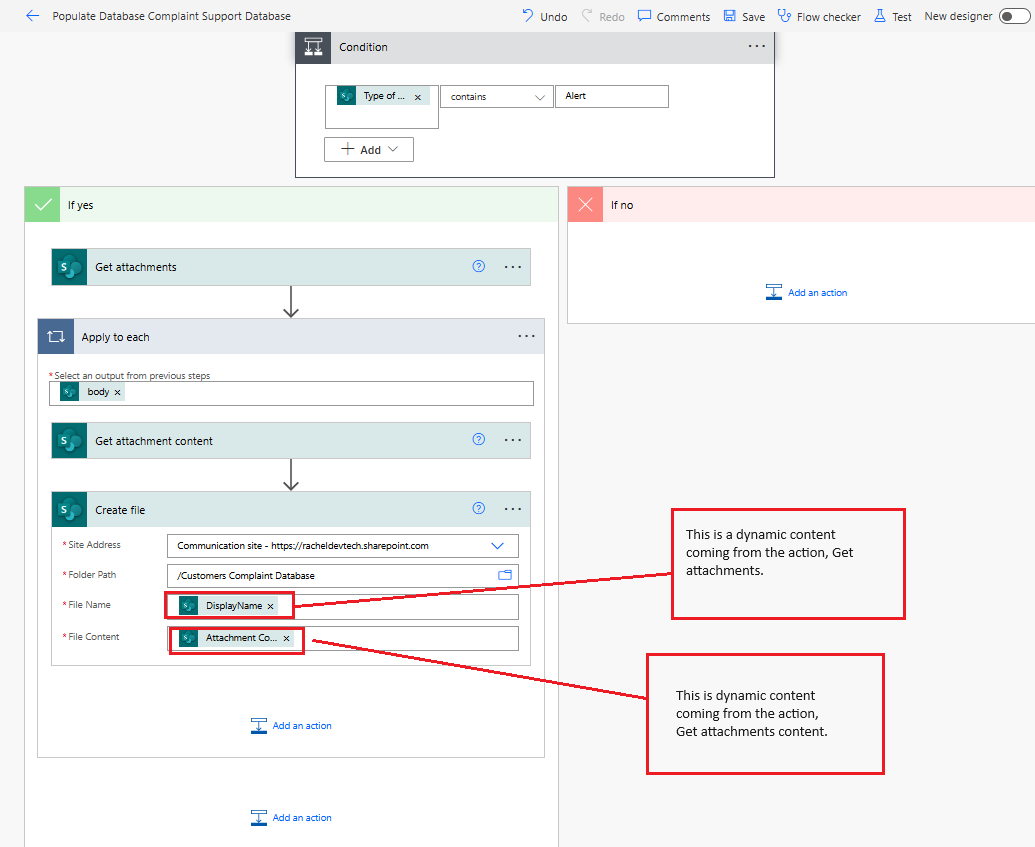 Populate Database Complaint Support Database
Undo
Redo
Comments
Save
Flow checker
Test
New designer
Condition
Type of ...
contains
Alert
Add
If yes
If no
Get attachments
Add an action
Apply to each
* Select an output from previous steps
body
Get attachment content
Create file
* Site Address
Communication site - https://racheldevtech.sharepoint.com
* Folder Path
/Customers Complaint Database
* File Name
DisplayName
* File Content
Attachment Co...
This is a dynamic content
coming from the action, Get
attachments.
This is dynamic content
coming from the action,
Get attachments content.
Add an action
Add an action